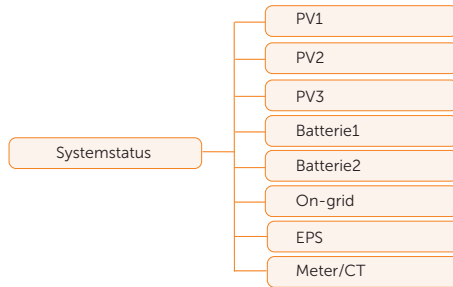 PV1
PV2
PV3
Batterie1
Systemstatus
Batterie2
On-grid
EPS
Meter/CT